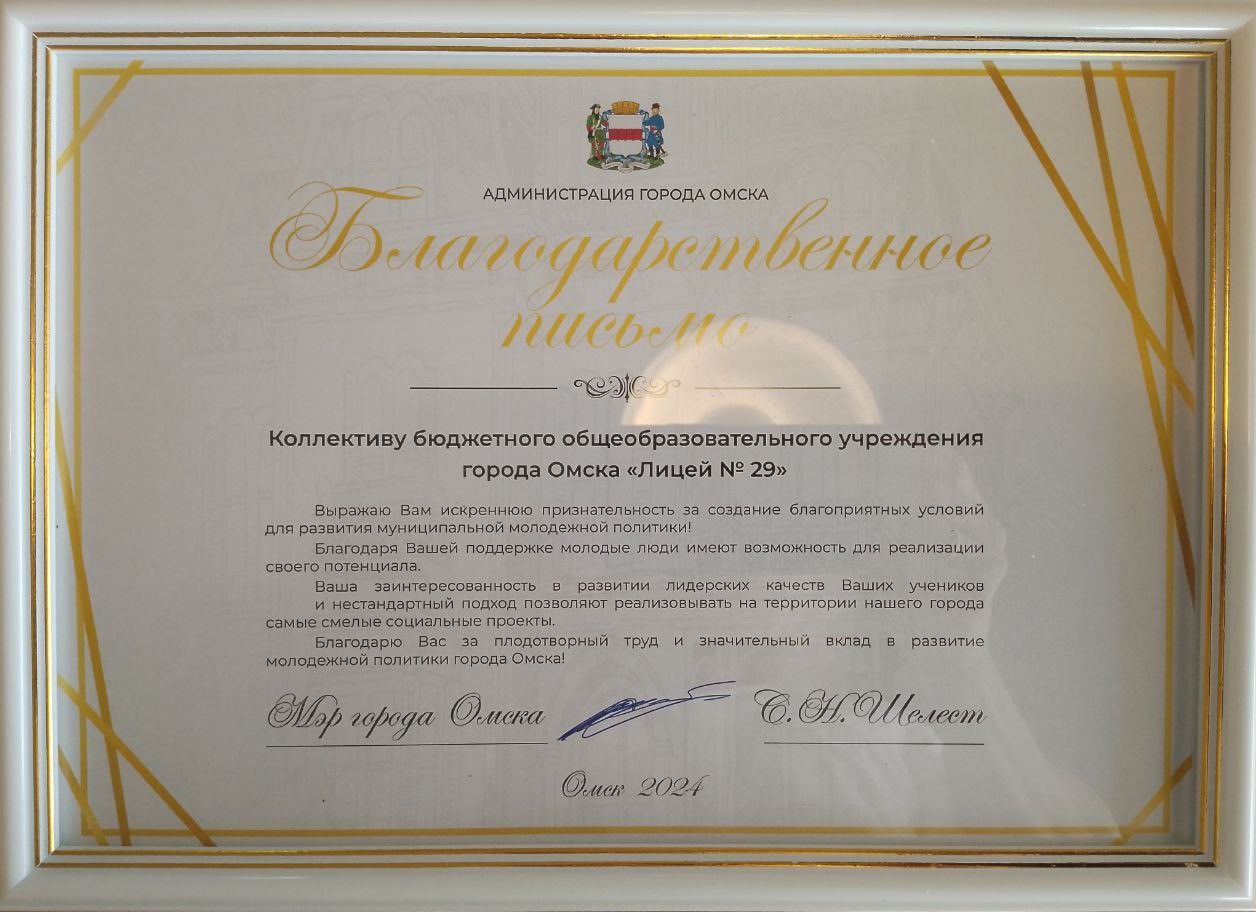 АДМИНИСТРАЦИЯ ГОРОДА ОМСКА
Благодарственное
письмо
Коллективу бюджетного общеобразовательного учреждения
города Омска «Лицей № 29»
Выражаю Вам искреннюю признательность за создание благоприятных условий
для развития муниципальной молодежной политики!
Благодаря Вашей поддержке молодые люди имеют возможность для реализации
своего потенциала.
Ваша заинтересованность в развитии лидерских качеств Ваших учеников
и нестандартный подход позволяют реализовывать на территории нашего города
самые смелые социальные проекты.
Благодарю Вас за плодотворный труд и значительный вклад в развитие
молодежной политики города Омска!
Мэр города Омска
С.Н. Шелест
Омск 2024